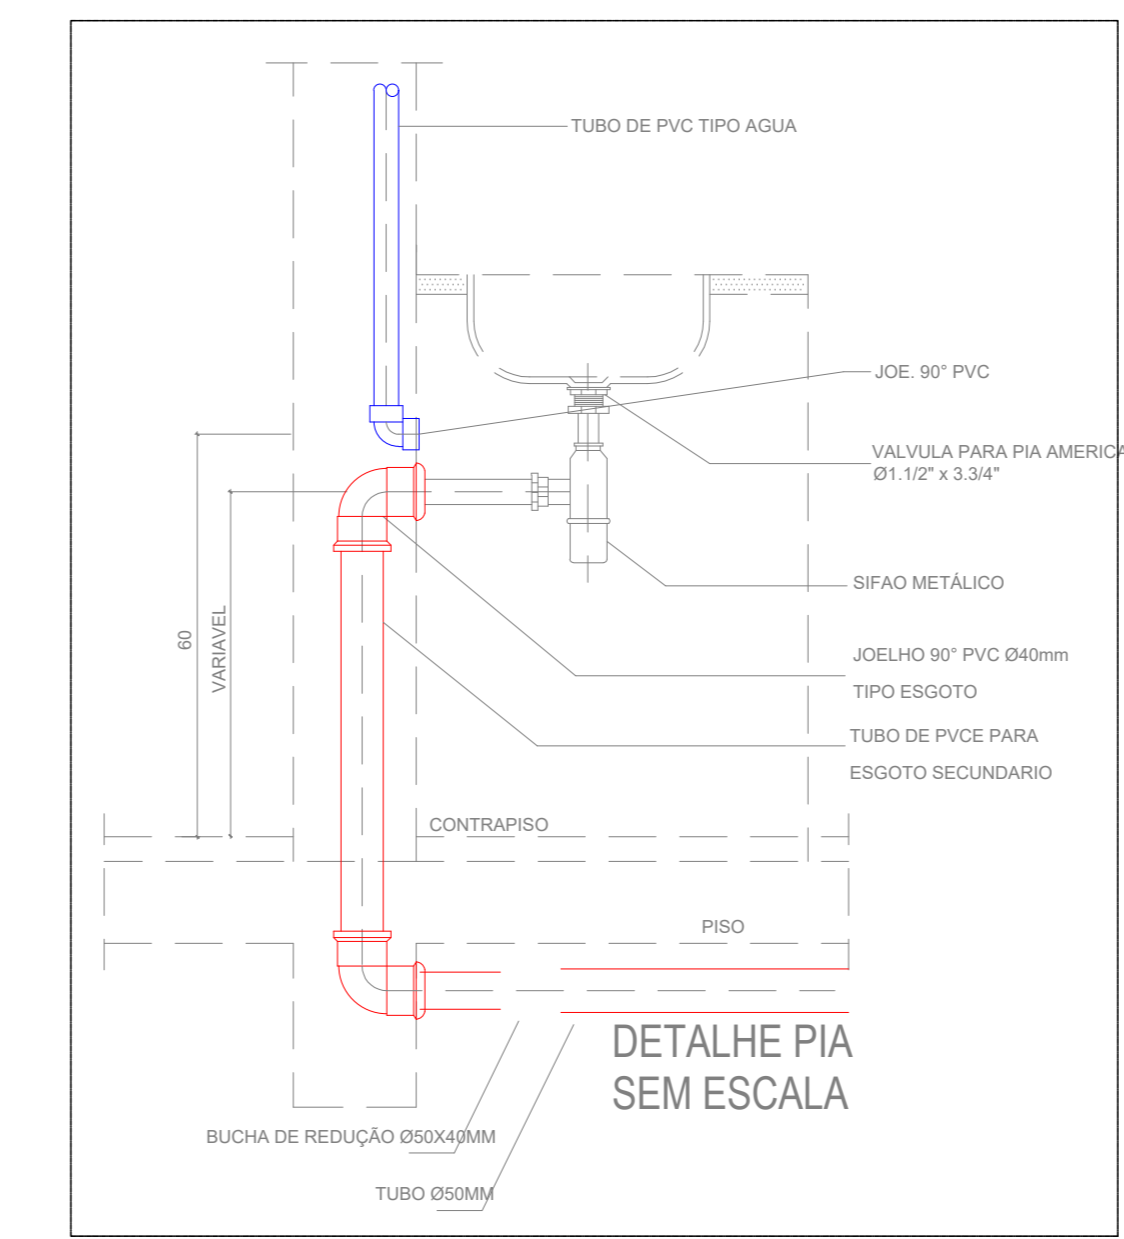 TUBO DE PVC TIPO AGUA
JOE. 90° PVC
VALVULA PARA PIA AMERICA
Ø1.1/2" x 3.3/4"
SIFAO METÁLICO
60
VARIAVEL
JOELHO 90° PVC Ø40mm
TIPO ESGOTO
TUBO DE PVCE PARA
ESGOTO SECUNDARIO
CONTRAPISO
PISO
DETALHE PIA
SEM ESCALA
BUCHA DE REDUÇÃO Ø50X40MM
TUBO Ø50MM